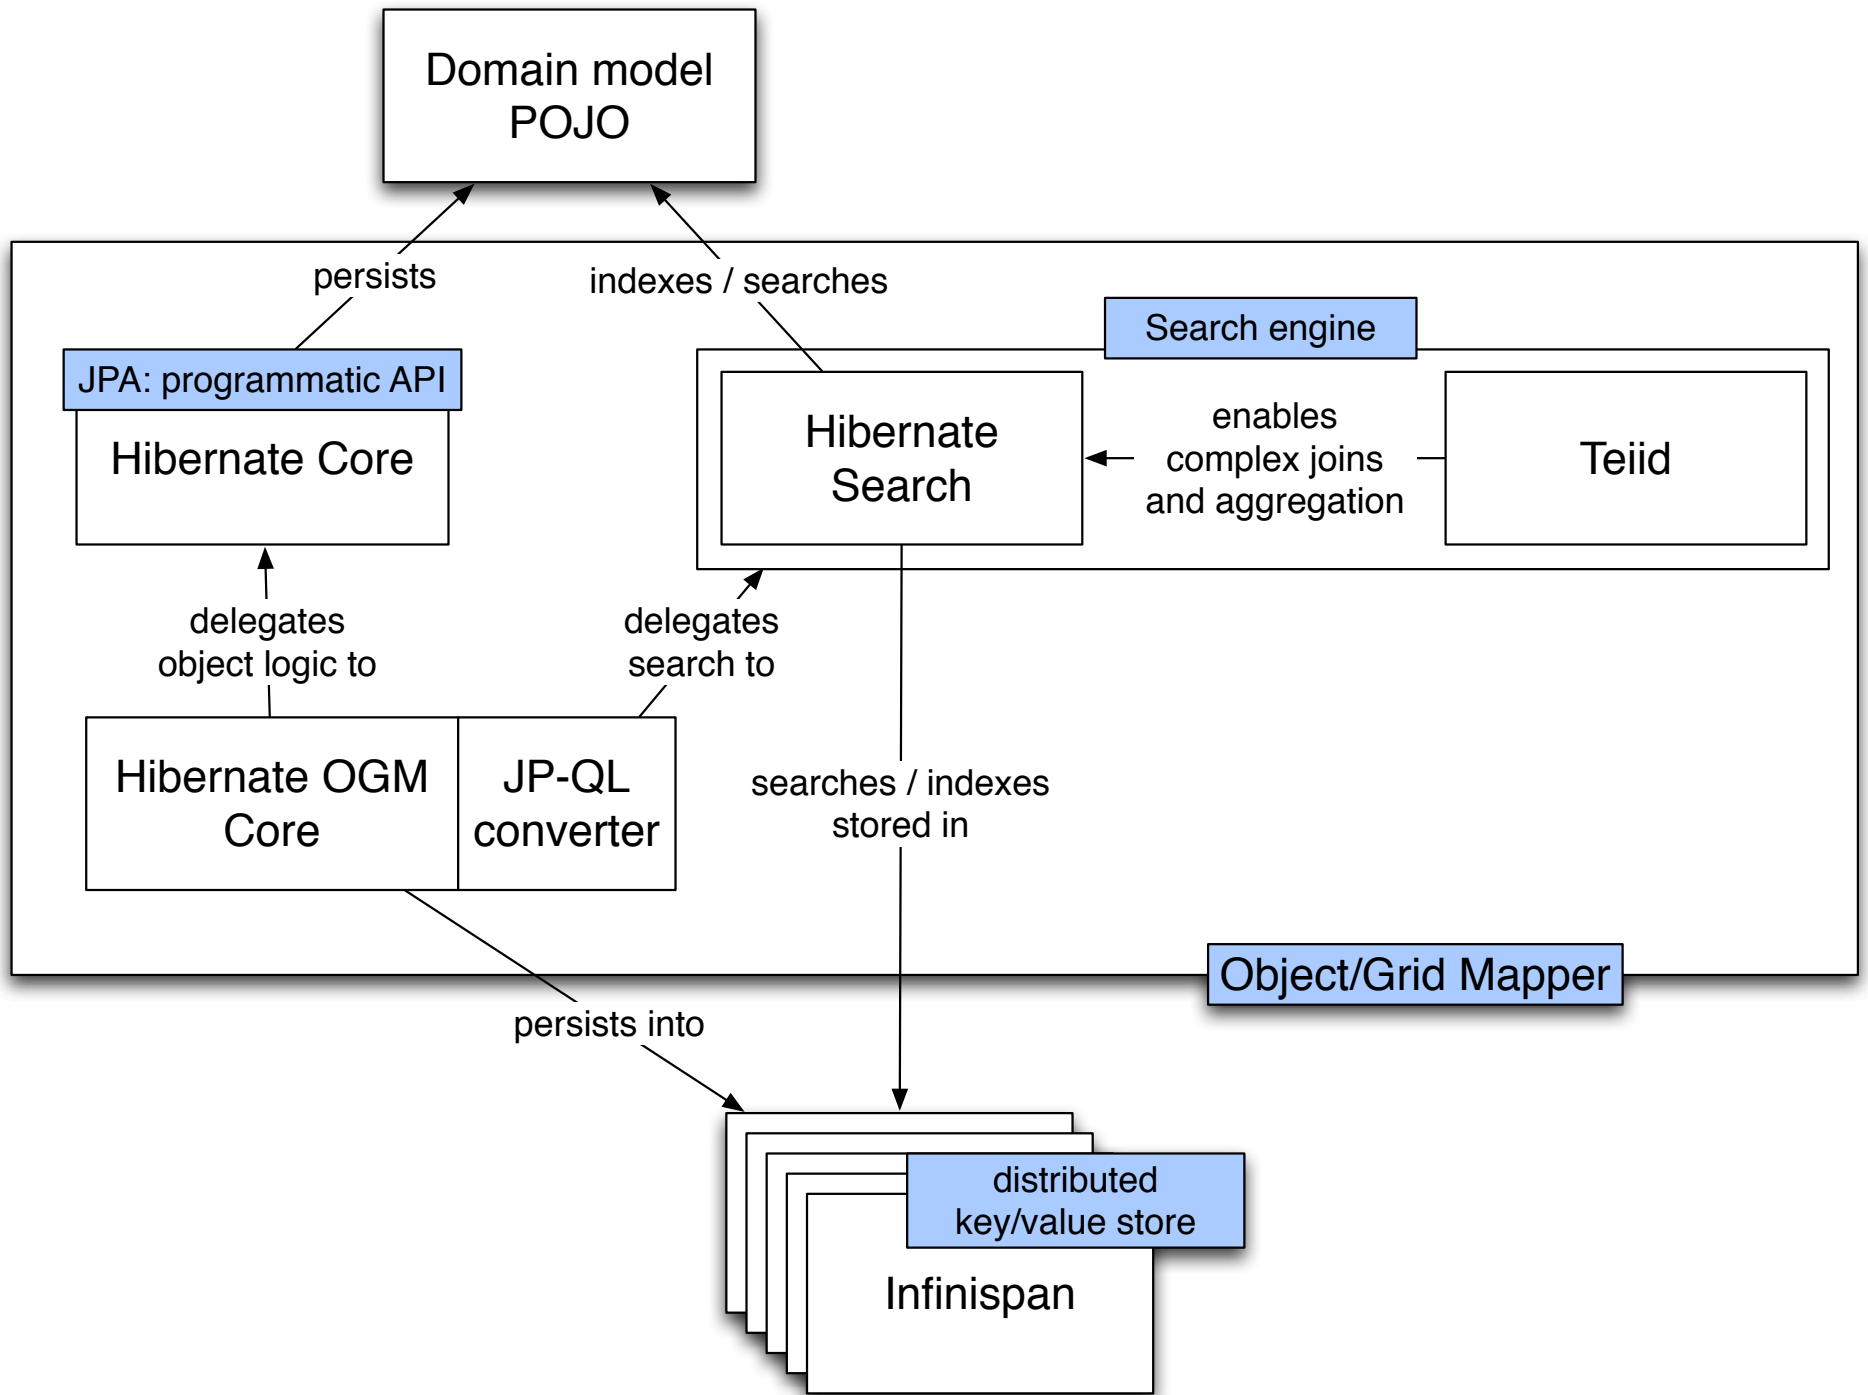 Domain model
POJO
persists
indexes / searches
Search engine
JPA: programmatic API
Hibernate Core
Hibernate
Search
enables
complex joins
and aggregation
Teiid
delegates
object logic to
delegates
search to
Hibernate OGM
Core
JP-QL
converter
searches / indexes
stored in
Object/Grid Mapper
persists into
distributed
key/value store
Infinispan